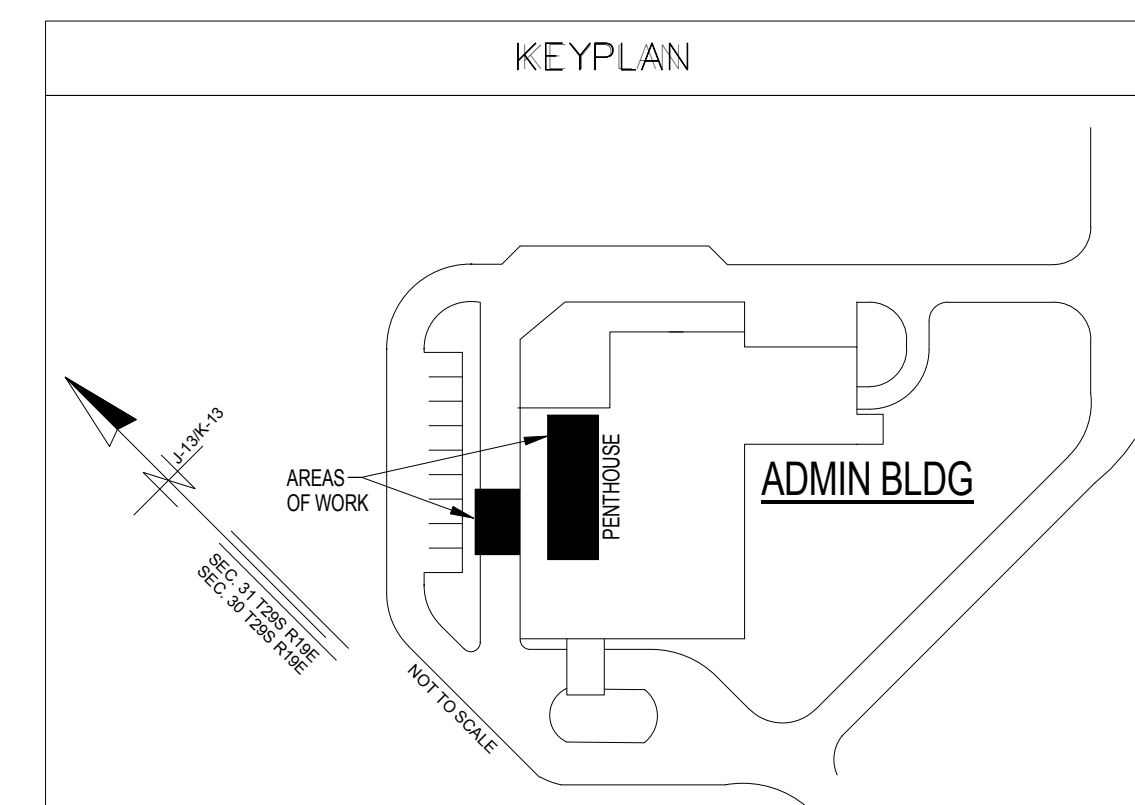 KEYPLAN
J-13/K-13
AREAS
OF WORK
PENTHOUSE
ADMIN BLDG
SEC. 31 T29S R19E
SEC. 30 T29S R19E
NOT TO SCALE